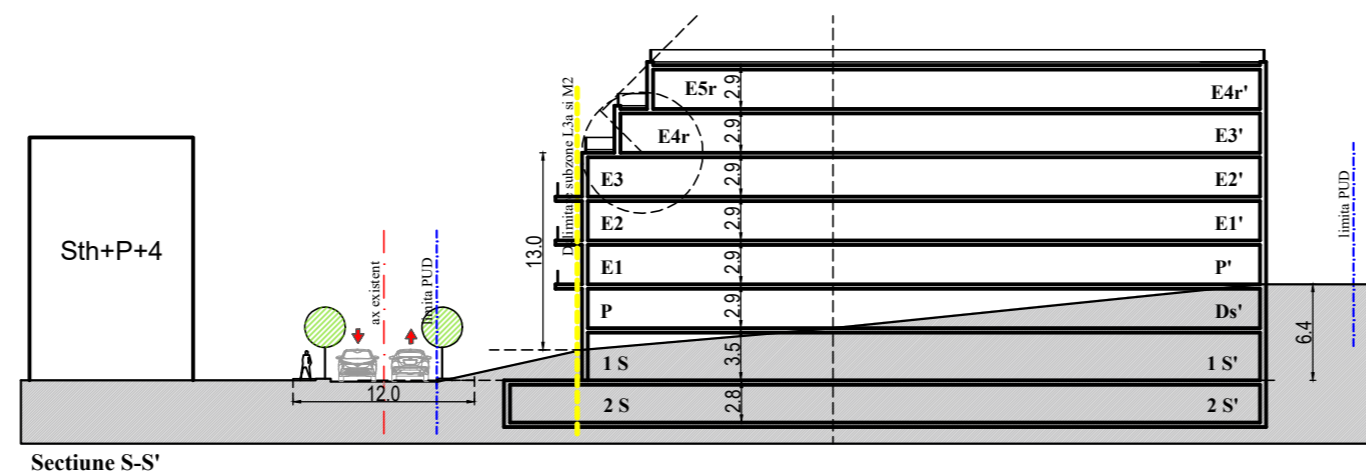 Sth+P+4
ax existent
limita PUD
12.0
13.0
Delimitare subzone L3a si M2
E5r
2.9
E4r'
E4r
2.9
E3'
E3
2.9
E2'
E2
2.9
E1'
E1
2.9
P'
P
2.9
Ds'
1 S
3.5
1 S'
2 S
2.8
2 S'
6.4
limita PUD
Sectiune S-S'